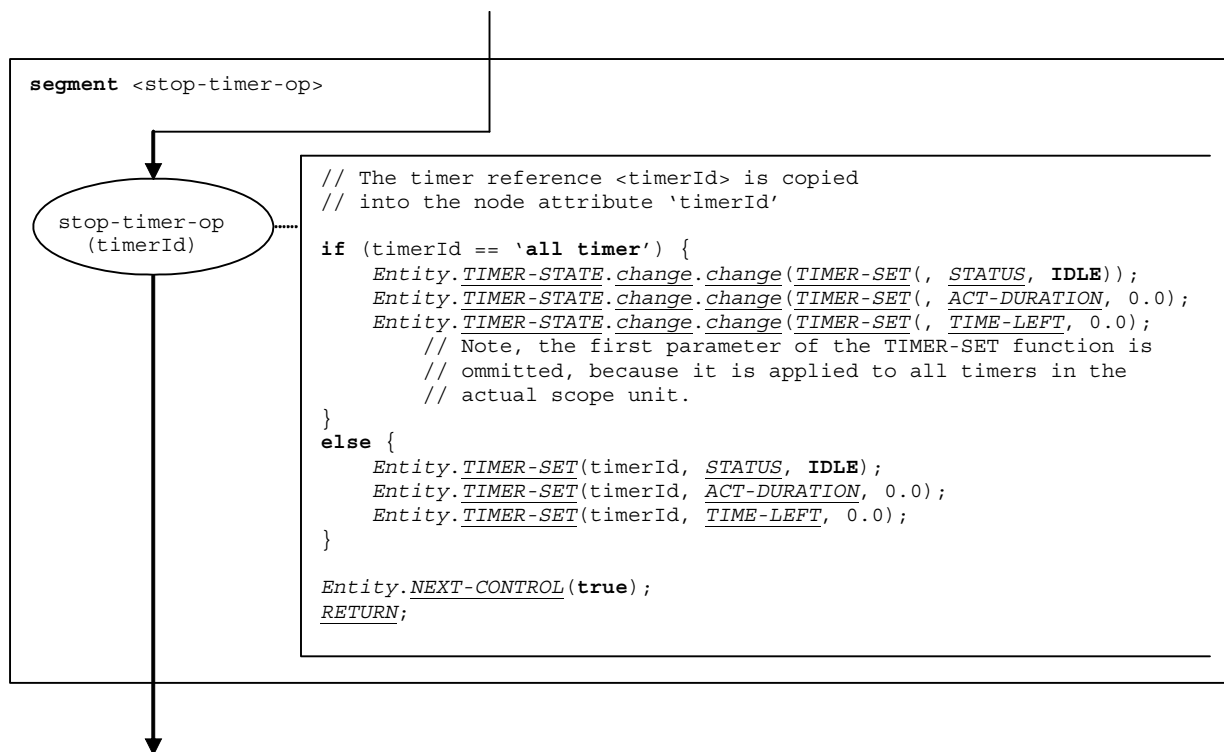 segment <stop-timer-op>
stop-timer-op
(timerId)
// The timer reference <timerId> is copied
// into the node attribute ‘timerId’
if (timerId == ‘all timer’) {
Entity.TIMER-STATE.change.change(TIMER-SET(, STATUS, IDLE));
Entity.TIMER-STATE.change.change(TIMER-SET(, ACT-DURATION, 0.0);
Entity.TIMER-STATE.change.change(TIMER-SET(, TIME-LEFT, 0.0);
// Note, the first parameter of the TIMER-SET function is
// ommitted, because it is applied to all timers in the
// actual scope unit.
}
else {
Entity.TIMER-SET(timerId, STATUS, IDLE);
Entity.TIMER-SET(timerId, ACT-DURATION, 0.0);
Entity.TIMER-SET(timerId, TIME-LEFT, 0.0);
}
Entity.NEXT-CONTROL(true);
RETURN;